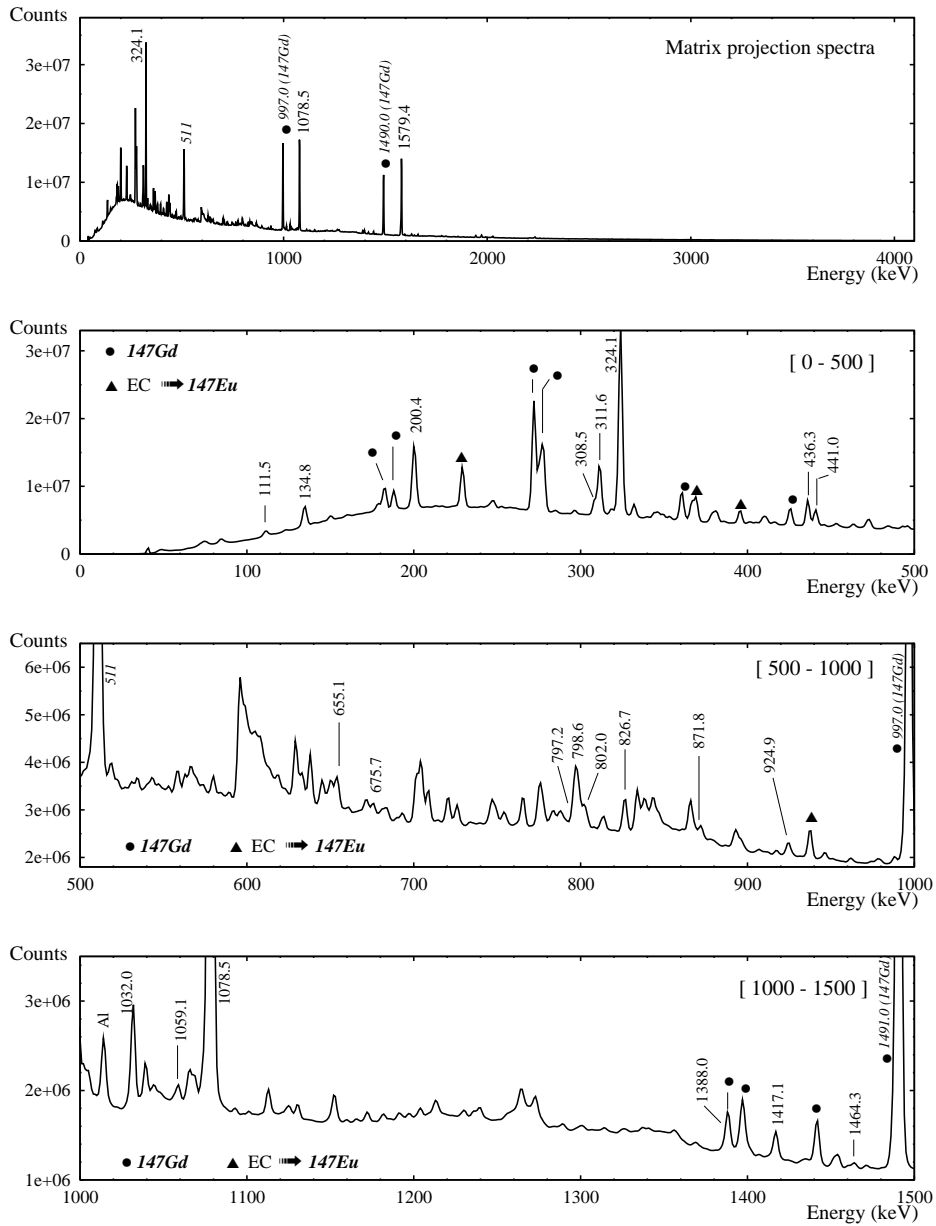 Counts
Matrix projection spectra
3e+07
2e+07
1e+07
0
324.1
511
997.0 (147Gd)
1078.5
1490.0 (147Gd)
1579.4
0 1000 2000 3000 4000
Energy (keV)
Counts
[ 0 - 500 ]
3e+07
2e+07
1e+07
0
● 147Gd
▲ EC 147Eu
111.5
134.8
200.4
308.5
311.6
324.1
436.3
441.0
0 100 200 300 400 500
Energy (keV)
Counts
[ 500 - 1000 ]
6e+06
5e+06
4e+06
3e+06
2e+06
511
655.1
675.7
797.2
798.6
802.0
826.7
871.8
924.9
997.0 (147Gd)
● 147Gd ▲ EC 147Eu
500 600 700 800 900 1000
Energy (keV)
Counts
[ 1000 - 1500 ]
3e+06
2e+06
1e+06
Al
1032.0
1059.1
1078.5
1388.0
1417.1
1464.3
1491.0 (147Gd)
● 147Gd ▲ EC 147Eu
1000 1100 1200 1300 1400 1500
Energy (keV)